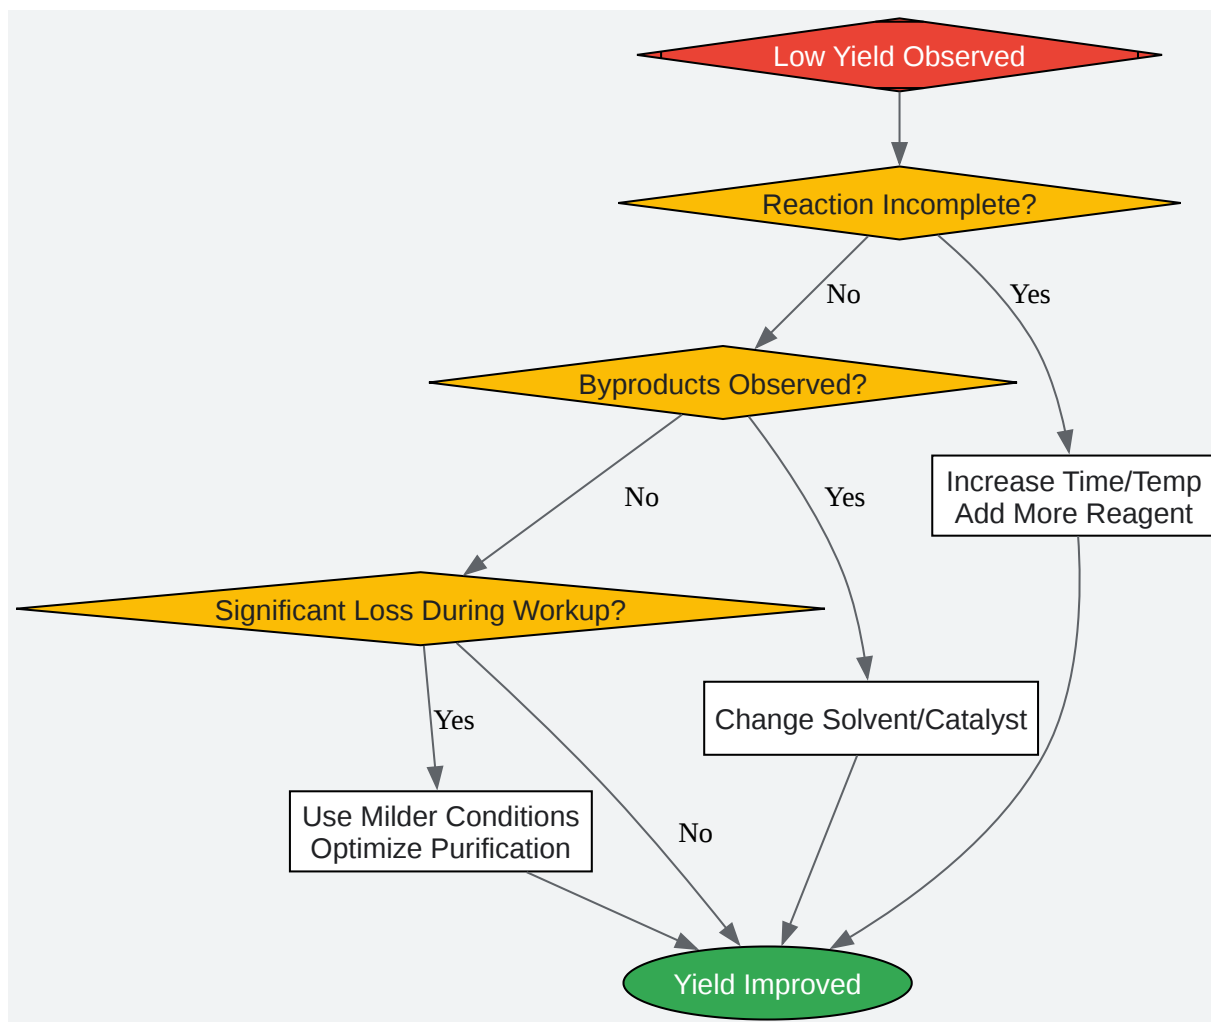 Low Yield Observed
Reaction Incomplete?
No
Yes
Byproducts Observed?
Increase Time/Temp
Add More Reagent
No
Yes
Significant Loss During Workup?
Change Solvent/Catalyst
Yes
Use Milder Conditions
Optimize Purification
No
Yield Improved